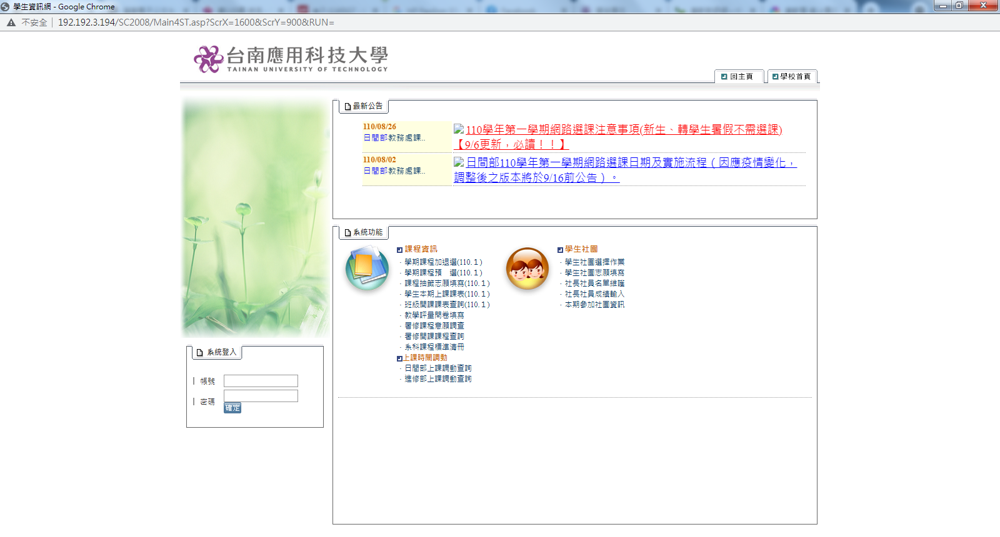 學生資訊網 - Google Chrome
不安全 192.192.3.194/SC2008/Main4ST.asp?ScrX=1600&ScrY=900&RUN=
台南應用科技大學
TAINAN UNIVERSITY OF TECHNOLOGY
回主頁 學校首頁
最新公告
110/08/26
日間部教務處課..
110學年第一學期網路選課注意事項(新生、轉學生暑假不需選課)
【9/6更新，必讀！！】
110/08/02
日間部教務處課..
日間部110學年第一學期網路選課日期及實施流程（因應疫情變化，
調整後之版本將於9/16前公告）。
系統功能
課程資訊
· 學期課程加退選(110.1)
· 學期課程預　選(110.1)
· 課程抽籤志願填寫(110.1)
· 學生本期上課課表(110.1)
· 班級開課課表查詢(110.1)
· 教學評量問卷填寫
· 暑修課程意願調查
· 暑修開課課程查詢
· 系科課程標準清冊
上課時間調動
· 日間部上課調動查詢
· 進修部上課調動查詢
學生社團
· 學生社團選擇作業
· 學生社團志願填寫
· 社長社員名單維護
· 社長社員成績輸入
· 本期參加社團資訊
系統登入
帳號
密碼
確定